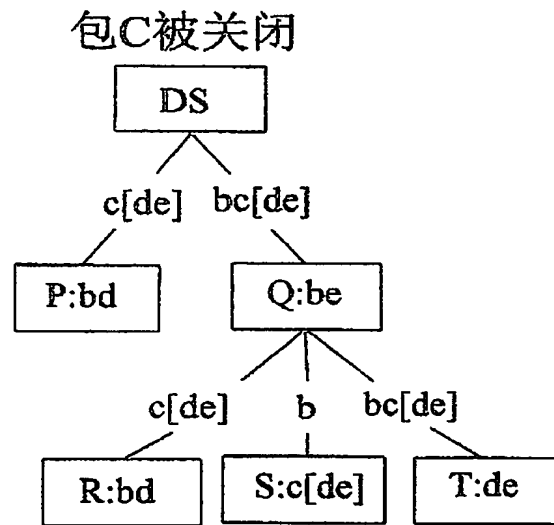 包C被关闭
DS
c[de] bc[de]
P:bd Q:be
c[de] b bc[de]
R:bd S:c[de] T:de